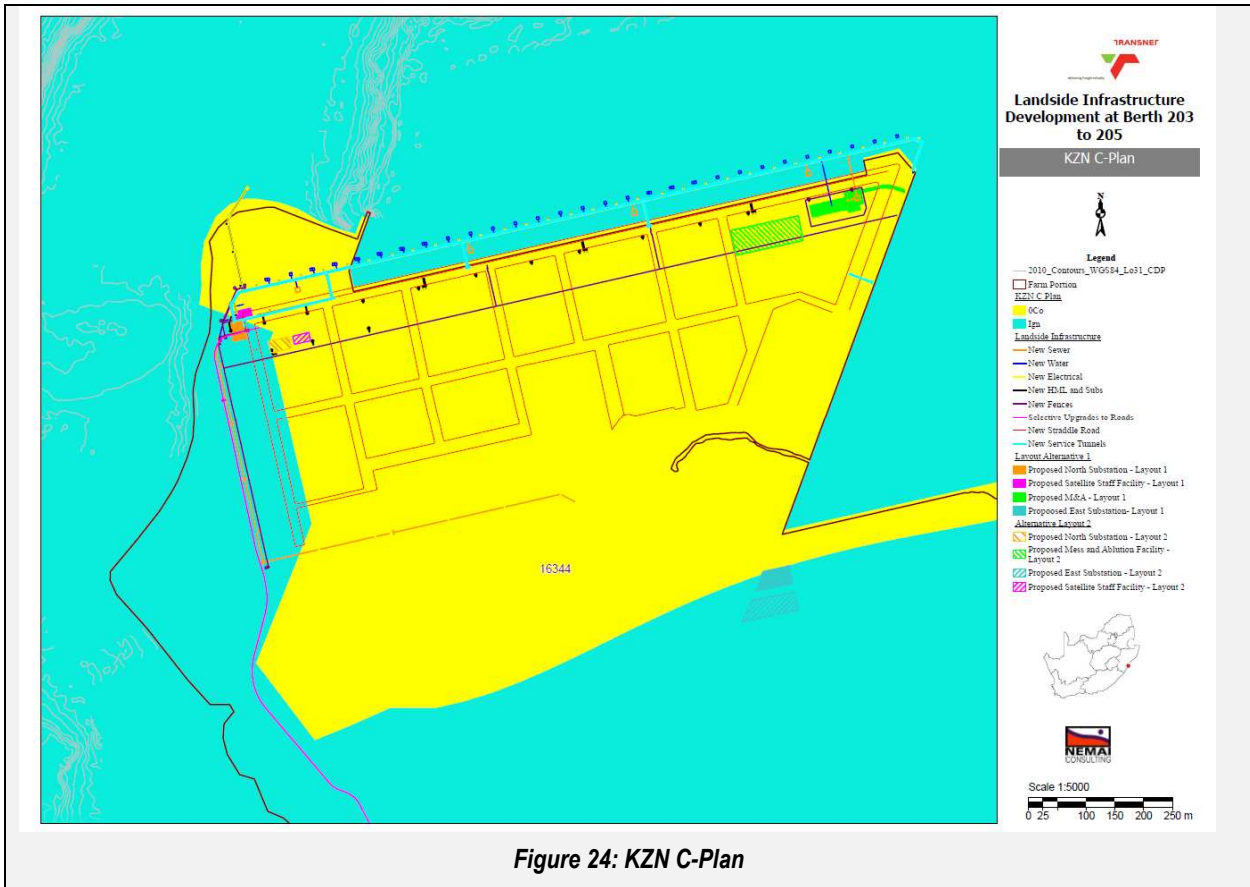 TRANSNET
Landside Infrastructure
Development at Berth 203
to 205
KZN C-Plan
N
Legend
2010_Contours_WGS84_Lo31_CDP
Farm Portion
KZN C Plan
0Co
Ign
Landside Infrastructure
New Sewer
New Water
New Electrical
New HML and Subs
New Fences
Selective Upgrades to Roads
New Straddle Road
New Service Tunnels
Layout Alternative 1
Proposed North Substation - Layout 1
Proposed Satellite Staff Facility - Layout 1
Proposed M&A - Layout 1
Propoosed East Substation- Layout 1
Alternative Layout 2
Proposed North Substation - Layout 2
Proposed Mess and Ablution Facility -
Layout 2
Proposed East Substation - Layout 2
Proposed Satellite Staff Facility - Layout 2
16344
NEMAI
CONSULTING
Scale 1:5000
0 25 100 150 200 250 m
Figure 24: KZN C-Plan